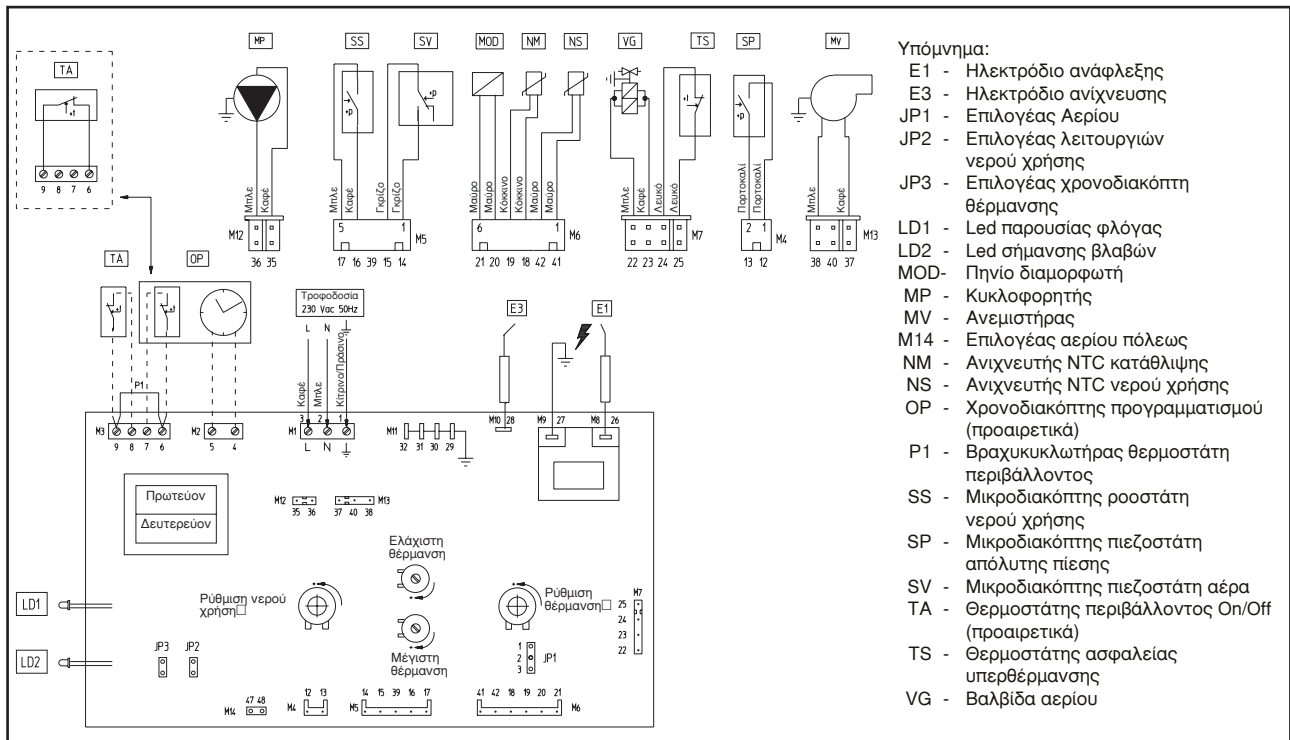 MP SS SV MOD NM NS VG TS SP MV
TA
+t
9 8 7 6
+p
+p
+p
Μπλε
Καφέ
Μπλε
Καφέ
Γκρίζο
Γκρίζο
Μαύρο
Μαύρο
Κόκκινο
Κόκκινο
Μαύρο
Μαύρο
Μπλε
Καφέ
Λευκό
Λευκό
Πορτοκαλί
Πορτοκαλί
Μπλε
Καφέ
M12
36 35
5 1 M5
17 16 39 15 14
6 1 M6
21 20 19 18 42 41
M7
22 23 24 25
2 1 M4
13 12
M13
38 40 37
TA OP
Τροφοδοσία
230 Vac 50Hz
L N
Καφέ
Μπλε
Κίτρινο/Πράσινο
3 2 1
E3 E1
P1
M3
9 8 7 6
M2
5 4
M1
L N
M11
32 31 30 29
M10 28
M9 27
M8 26
Πρωτεύον
Δευτερεύον
M12
35 36
M13
37 40 38
Ελάχιστη
θέρμανση
Ρύθμιση νερού
χρήση□
Ρύθμιση
θέρμανση□
Μέγιστη
θέρμανση
M7
25
24
23
22
LD1
LD2
JP3 JP2
1
2
3
JP1
M14 47 48
M4 12 13
M5 14 15 39 16 17
41 42 18 19 20 21 M6
Υπόμνημα:
E1 - Ηλεκτρόδιο ανάφλεξης
E3 - Ηλεκτρόδιο ανίχνευσης
JP1 - Επιλογέας Αερίου
JP2 - Επιλογέας λειτουργιών
νερού χρήσης
JP3 - Επιλογέας χρονοδιακόπτη
θέρμανσης
LD1 - Led παρουσίας φλόγας
LD2 - Led σήμανσης βλαβών
MOD- Πηνίο διαμορφωτή
MP - Κυκλοφορητής
MV - Ανεμιστήρας
M14 - Επιλογέας αερίου πόλεως
NM - Ανιχνευτής NTC κατάθλιψης
NS - Ανιχνευτής NTC νερού χρήσης
OP - Χρονοδιακόπτης προγραμματισμού
(προαιρετικά)
P1 - Βραχυκυκλωτήρας θερμοστάτη
περιβάλλοντος
SS - Μικροδιακόπτης ροοστάτη
νερού χρήσης
SP - Μικροδιακόπτης πιεζοστάτη
απόλυτης πίεσης
SV - Μικροδιακόπτης πιεζοστάτη αέρα
TA - Θερμοστάτης περιβάλλοντος On/Off
(προαιρετικά)
TS - Θερμοστάτης ασφαλείας
υπερθέρμανσης
VG - Βαλβίδα αερίου